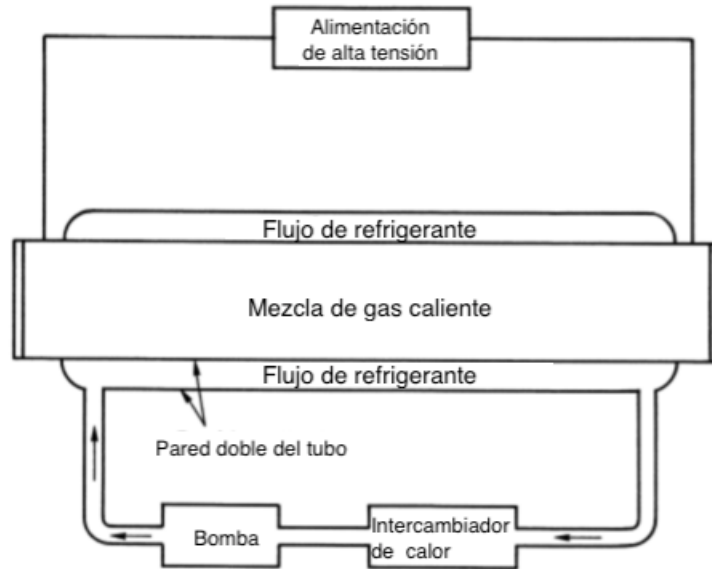 Alimentación
de alta tensión
Flujo de refrigerante
Mezcla de gas caliente
Flujo de refrigerante
Pared doble del tubo
Bomba
Intercambiador
de calor